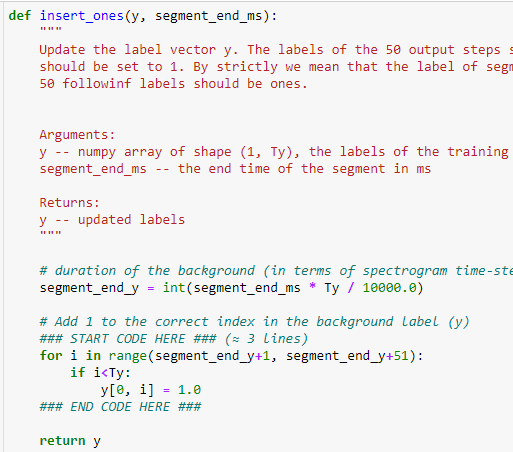 def insert_ones(y, segment_end_ms):
"""
Update the label vector y. The labels of the 50 output steps
should be set to 1. By strictly we mean that the label of
50 followinf labels should be ones.
Arguments:
y -- numpy array of shape (1, Ty), the labels of the training
segment_end_ms -- the end time of the segment in ms
Returns:
y -- updated labels
"""
# duration of the background (in terms of spectrogram
segment_end_y = int(segment_end_ms * Ty / 10000.0)
# Add 1 to the correct index in the background label (y)
### START CODE HERE ### (≈ 3 lines)
for i in range(segment_end_y+1, segment_end_y+51):
if i<Ty:
y[0, i] = 1.0
### END CODE HERE ###
return y